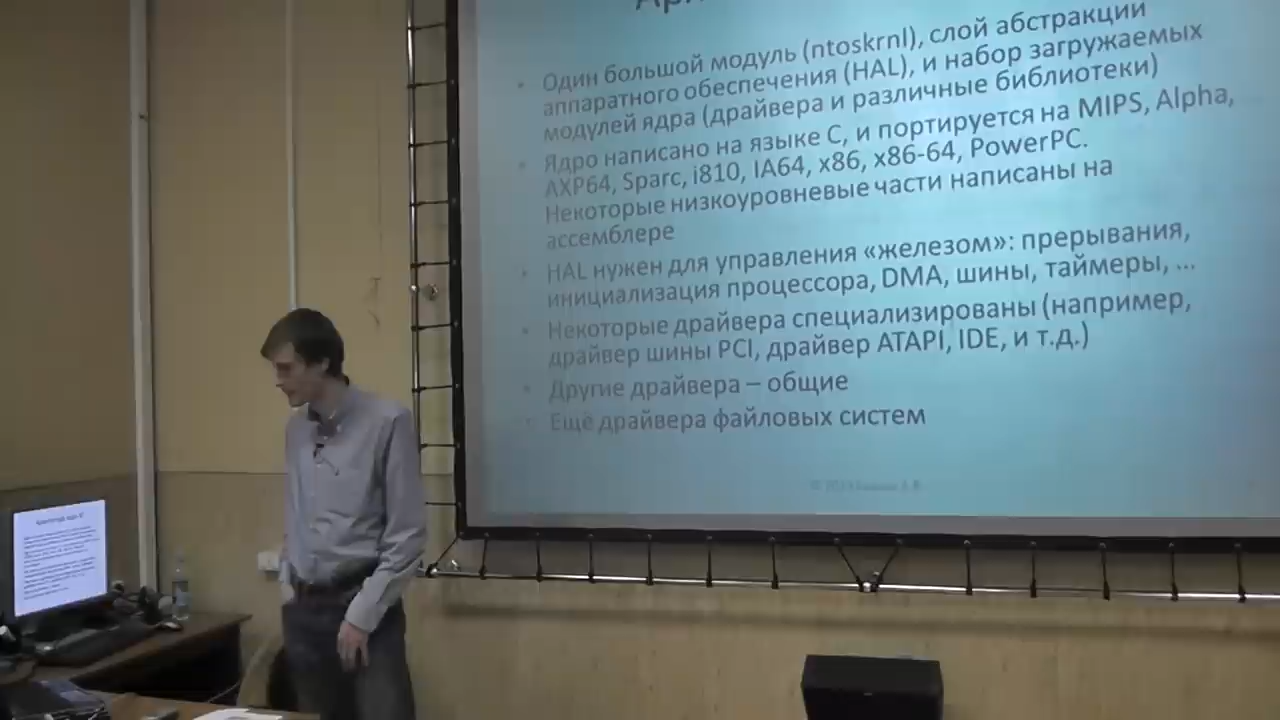 Один большой модуль (ntoskrnl), слой абстракции
аппаратного обеспечения (HAL), и набор загружаемых
модулей ядра (драйвера и различные библиотеки)
Ядро написано на языке С, и портируется на MIPS, Alpha,
AXP64, Sparc, i810, IA64, x86, x86-64, PowerPC.
Некоторые низкоуровневые части написаны на
ассемблере
HAL нужен для управления «железом»: прерывания,
инициализация процессора, DMA, шины, таймеры, ...
Некоторые драйвера специализированы (например,
драйвер шины PCI, драйвер ATAPI, IDE, и т.д.)
Другие драйвера – общие
Ещё драйвера файловых систем